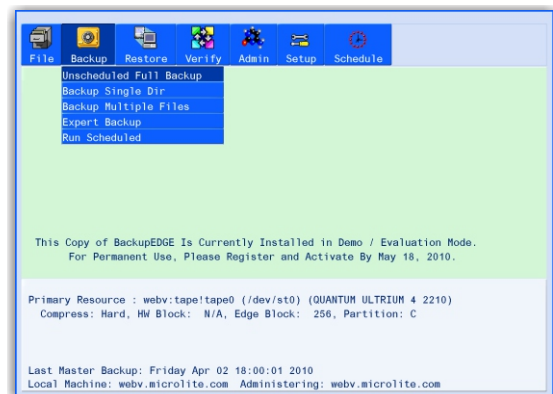 File Backup Restore Verify Admin Setup Schedule
Unscheduled Full Backup
Backup Single Dir
Backup Multiple Files
Expert Backup
Run Scheduled
This Copy of BackupEDGE Is Currently Installed in Demo / Evaluation Mode.
For Permanent Use, Please Register and Activate By May 18, 2010.
Primary Resource : webv:tape!tape0 (/dev/st0) (QUANTUM ULTRIUM 4 2210)
Compress: Hard, HW Block: N/A, Edge Block: 256, Partition: C
Last Master Backup: Friday Apr 02 18:00:01 2010
Local Machine: webv.microlite.com Administering: webv.microlite.com